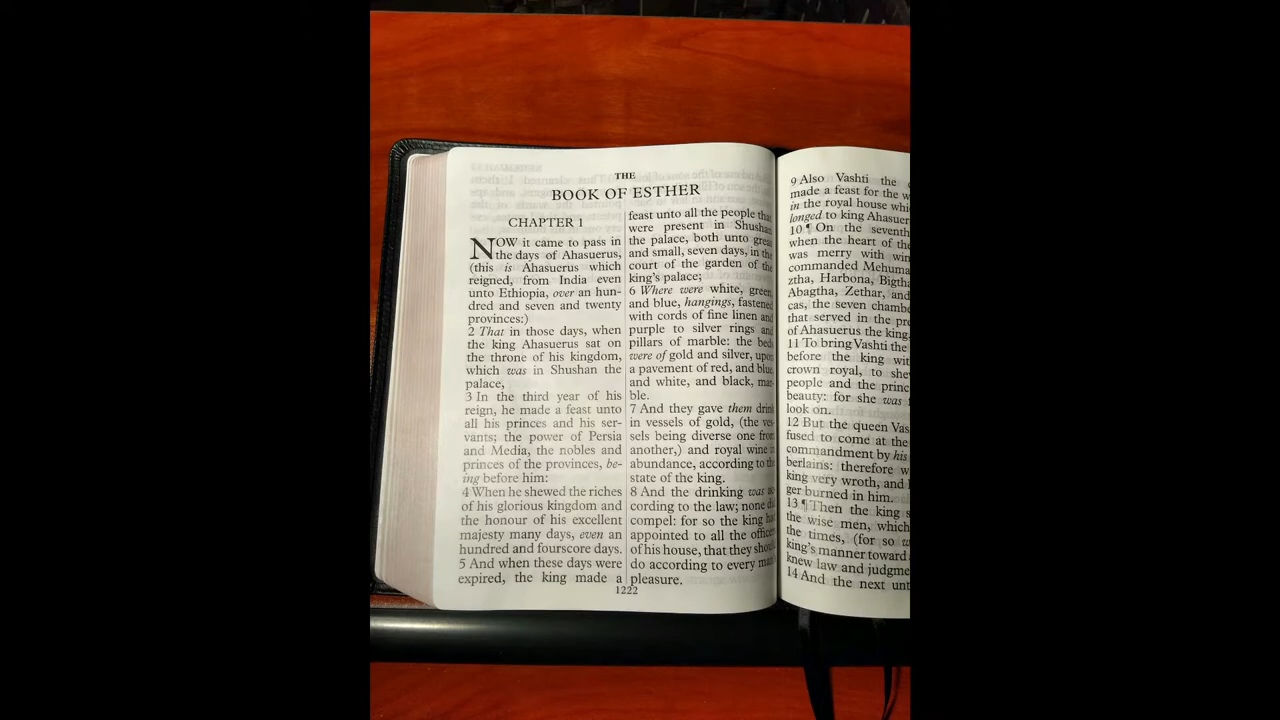 THE
BOOK OF ESTHER
CHAPTER 1
NOW it came to pass in
the days of Ahasuerus,
(this is Ahasuerus which
reigned, from India even
unto Ethiopia, over an hun-
dred and seven and twenty
provinces:)
2 That in those days, when
the king Ahasuerus sat on
the throne of his kingdom,
which was in Shushan the
palace,
3 In the third year of his
reign, he made a feast unto
all his princes and his ser-
vants; the power of Persia
and Media, the nobles and
princes of the provinces, be-
ing before him:
4 When he shewed the riches
of his glorious kingdom and
the honour of his excellent
majesty many days, even an
hundred and fourscore days.
5 And when these days were
expired, the king made a
feast unto all the people that
were present in Shushan
the palace, both unto great
and small, seven days, in the
court of the garden of the
king's palace;
6 Where were white, green,
and blue, hangings, fastened
with cords of fine linen and
purple to silver rings and
pillars of marble: the beds
were of gold and silver, upon
a pavement of red, and blue,
and white, and black, mar-
ble.
7 And they gave them drink
in vessels of gold, (the ves-
sels being diverse one from
another,) and royal wine in
abundance, according to the
state of the king.
8 And the drinking was ac-
cording to the law; none did
compel: for so the king had
appointed to all the officers
of his house, that they should
do according to every man's
pleasure.
1222
9 Also Vashti the
made a feast for the
in the royal house
longed to king
10 ¶ On the seventh
when the heart of the
was merry with
commanded
ztha, Harbona,
Abagtha, Zethar, and
cas, the seven
that served in the
of Ahasuerus the king,
11 To bring Vashti the
before the king
crown royal, to
people and the
beauty: for she was
look on.
12 But the queen
fused to come at the
commandment by his
berlains: therefore
king very wroth, and
ger burned in him.
13 ¶ Then the king
the wise men, which
the times, (for so
king's manner toward
knew law and
14 And the next